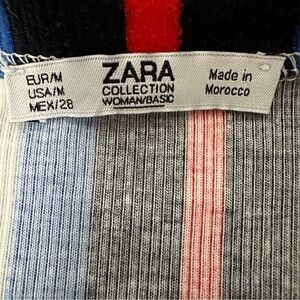 EUR/M
USA/M
MEX/28
ZARA
COLLECTION
WOMAN/BASIC
Made in
Morocco